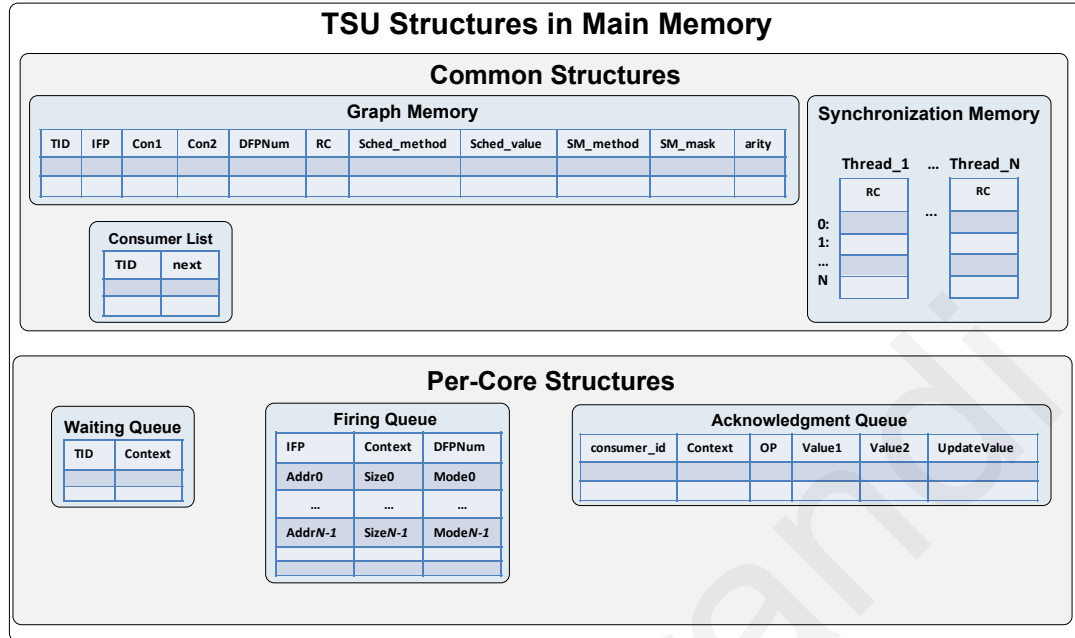 TSU Structures in Main Memory
Common Structures
Graph Memory
TID IFP Con1 Con2 DFPNum RC Sched_method Sched_value SM_method SM_mask arity
Synchronization Memory
Thread_1 ... Thread_N
RC ... RC
0:
1:
...
N
Consumer List
TID next
Per-Core Structures
Waiting Queue
TID Context
Firing Queue
IFP Context DFPNum
Addr0 Size0 Mode0
... ... ...
AddrN-1 SizeN-1 ModeN-1
Acknowledgment Queue
consumer_id Context OP Value1 Value2 UpdateValue